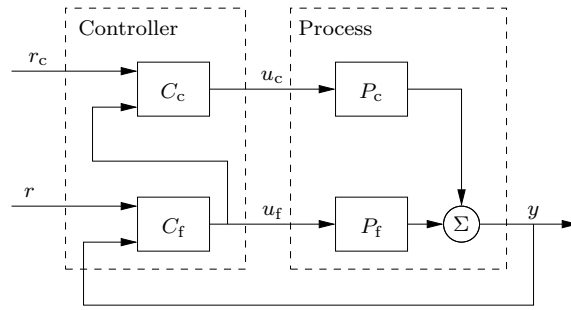 Controller
Process
r_c
C_c
u_c
P_c
r
C_f
u_f
P_f
Σ
y